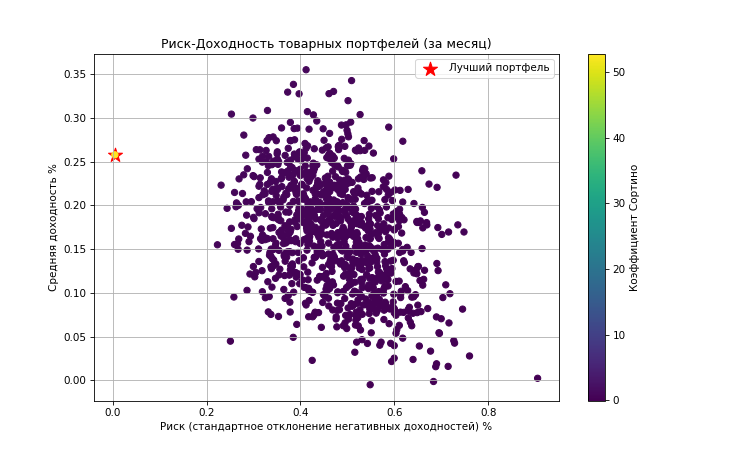 Риск-Доходность товарных портфелей (за месяц)
Лучший портфель
Средняя доходность %
0.35
0.30
0.25
0.20
0.15
0.10
0.05
0.00
0.0 0.2 0.4 0.6 0.8
Риск (стандартное отклонение негативных доходностей) %
50
40
30
20
10
0
Коэффициент Сортино